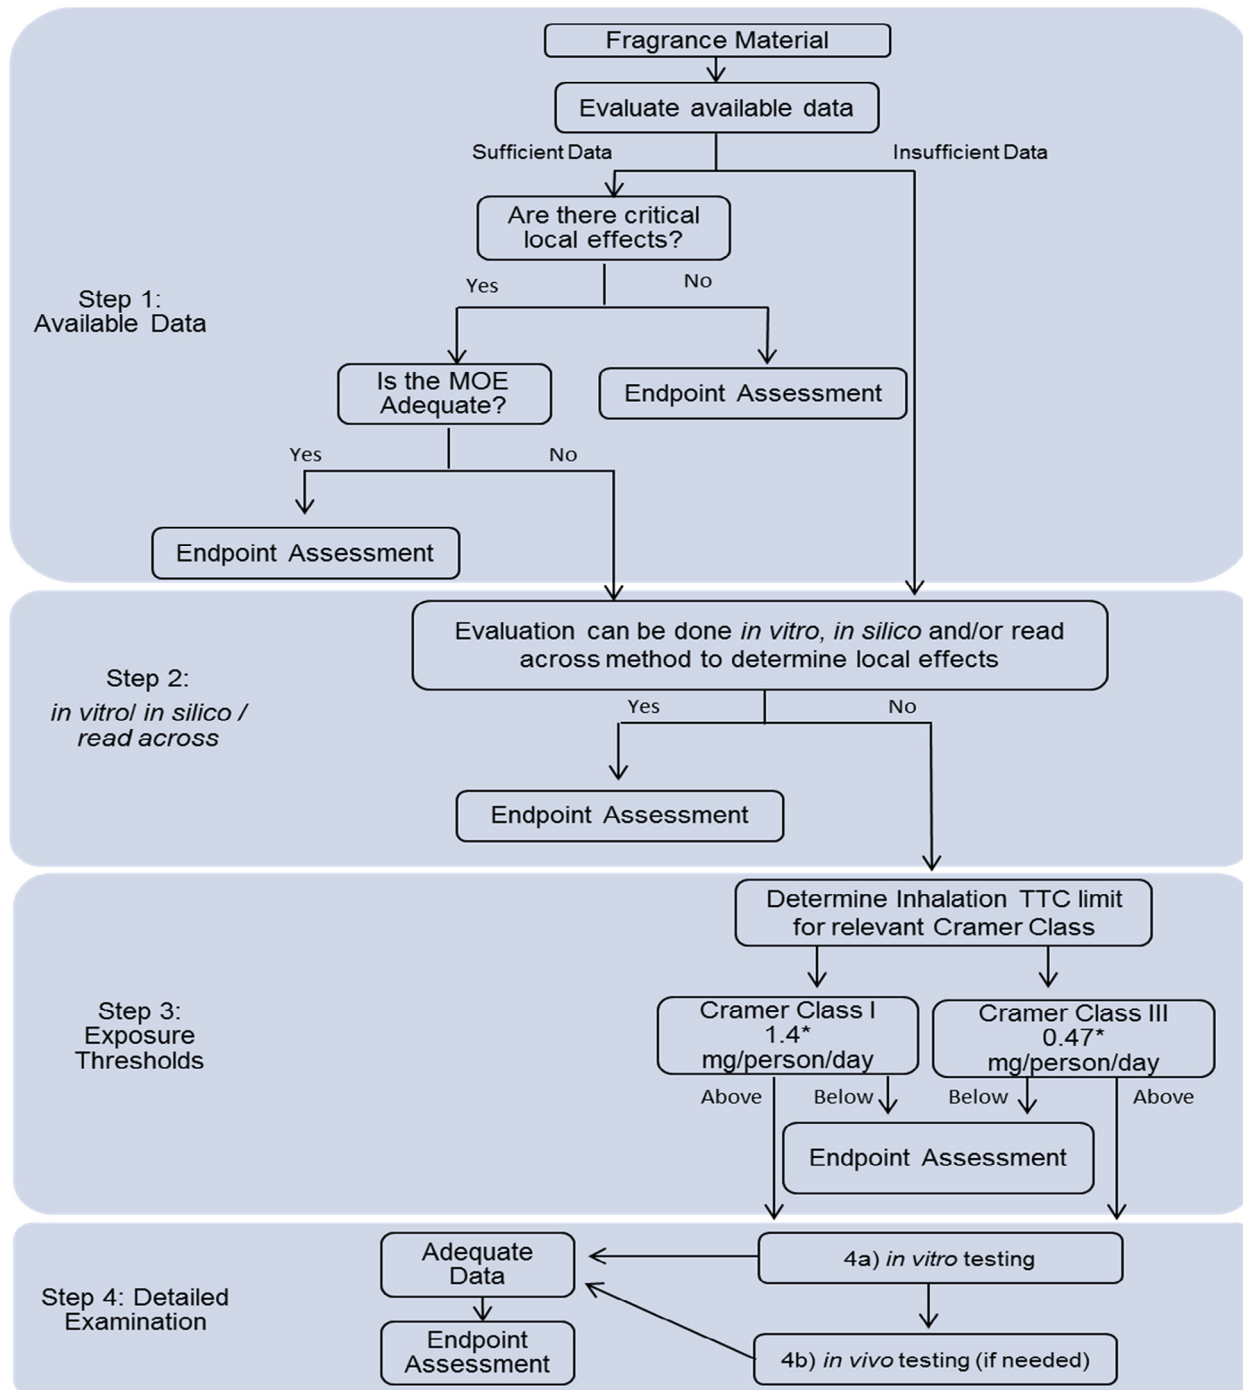 Fragrance Material
Evaluate available data
Sufficient Data
Insufficient Data
Are there critical
local effects?
Yes
No
Step 1:
Available Data
Is the MOE
Adequate?
Endpoint Assessment
Yes
No
Endpoint Assessment
Evaluation can be done in vitro, in silico and/or read
across method to determine local effects
Step 2:
in vitro/ in silico /
read across
Yes
No
Endpoint Assessment
Determine Inhalation TTC limit
for relevant Cramer Class
Step 3:
Exposure
Thresholds
Cramer Class I
1.4*
mg/person/day
Cramer Class III
0.47*
mg/person/day
Above
Below
Below
Above
Endpoint Assessment
Step 4: Detailed
Examination
Adequate
Data
4a) in vitro testing
Endpoint
Assessment
4b) in vivo testing (if needed)